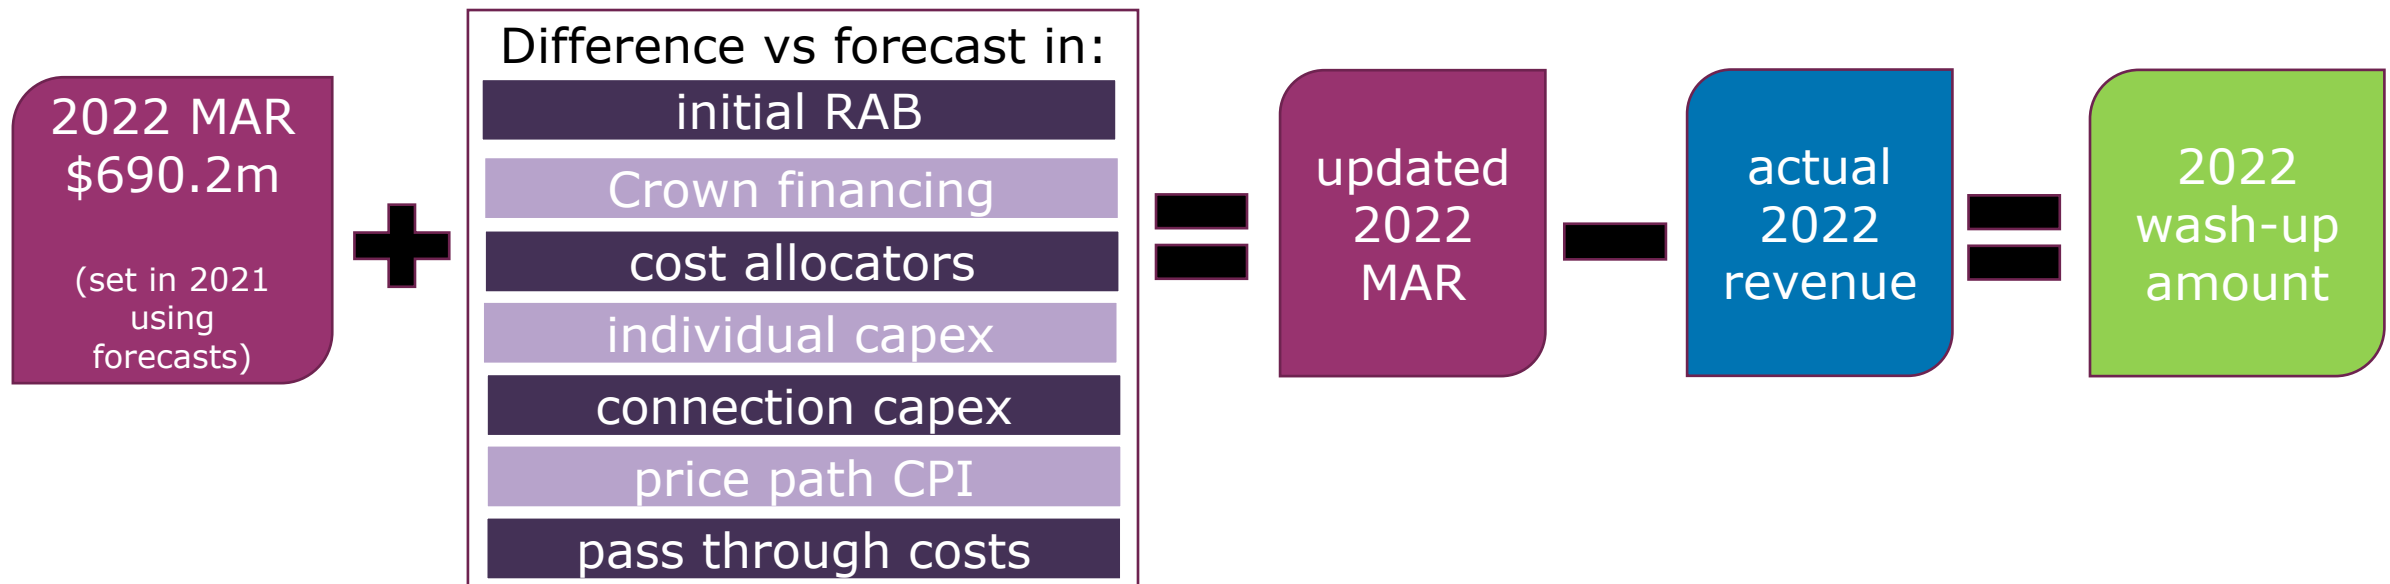 2022 MAR
$690.2m
(set in 2021
using
forecasts)
Difference vs forecast in:
initial RAB
Crown financing
cost allocators
individual capex
connection capex
price path CPI
pass through costs
updated
2022
MAR
actual
2022
revenue
2022
wash-up
amount